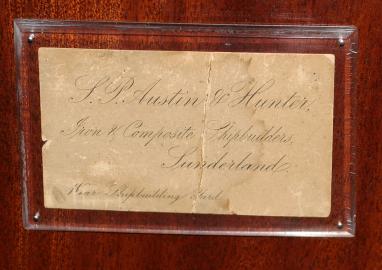 S. P. Austin & Hunter,
Iron & Composite Shipbuilders,
Sunderland.
Wear Shipbuilding Yard